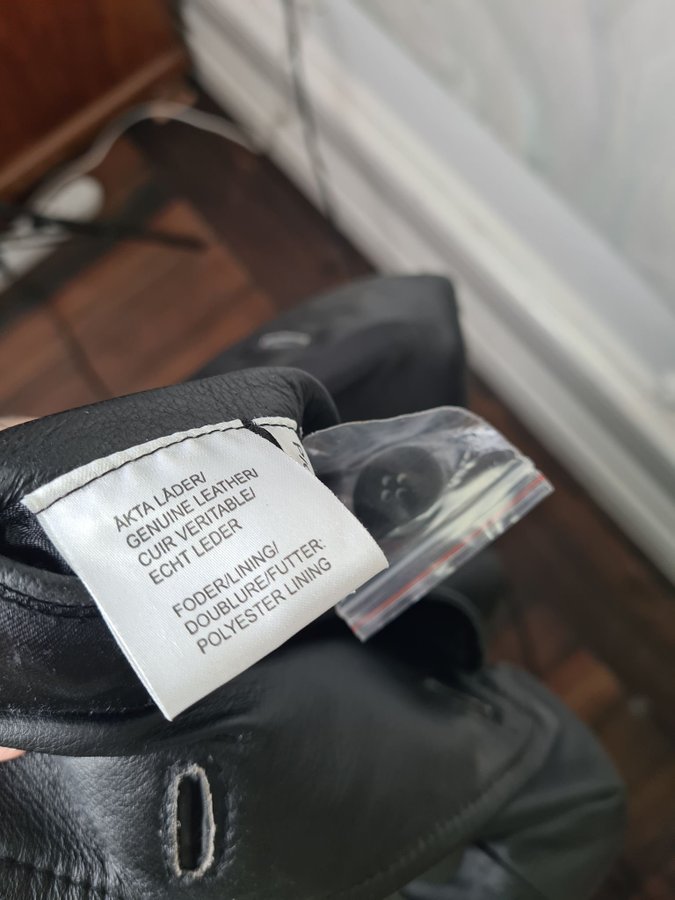 ÄKTA LÄDER/
GENUINE LEATHER/
CUIR VERITABLE/
ECHT LEDER
FODER/LINING/
DOUBLURE/FUTTER:
POLYESTER LINING